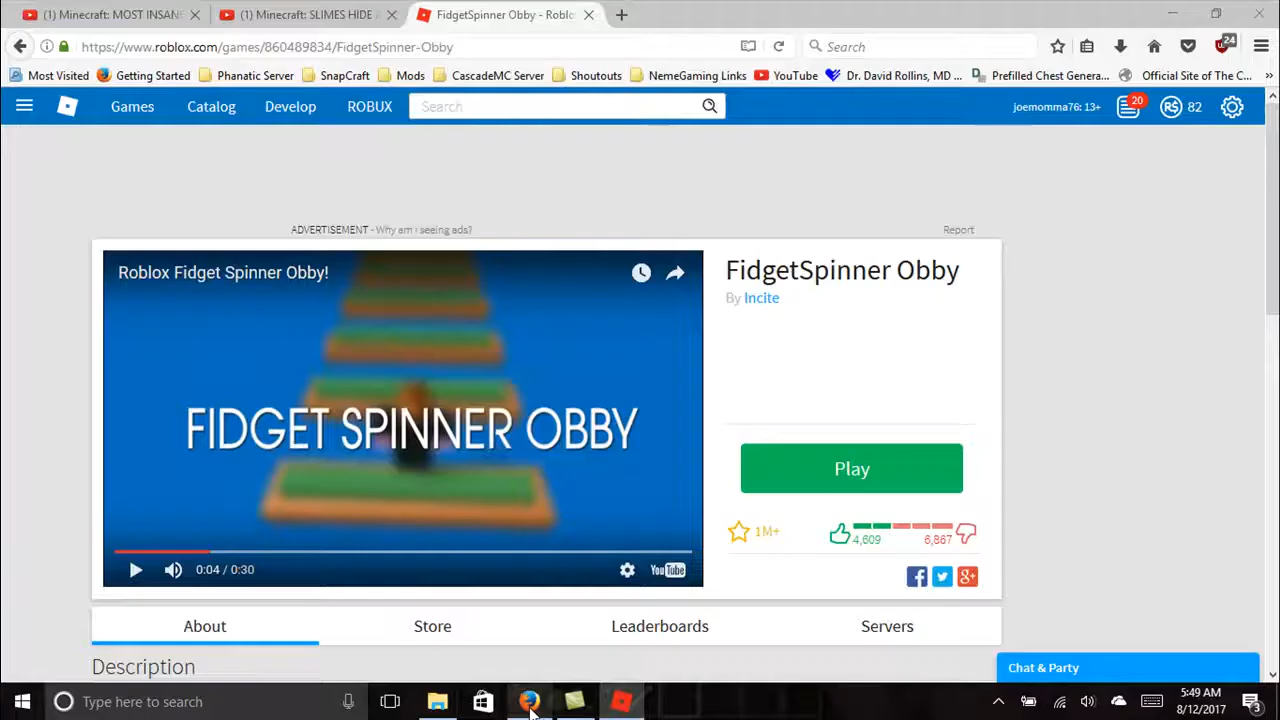 (1) Minecraft: MOST INSANE
(1) Minecraft: SLIMES HIDE A
FidgetSpinner Obby - Roblo
https://www.roblox.com/games/860489834/FidgetSpinner-Obby
Search
24
Most Visited
Getting Started
Phanatic Server
SnapCraft
Mods
CascadeMC Server
Shoutouts
NemeGaming Links
YouTube
Dr. David Rollins, MD ...
Prefilled Chest Genera...
Official Site of The C...
Games
Catalog
Develop
ROBUX
Search
joemomma76: 13+
20
R$ 82
ADVERTISEMENT - Why am I seeing ads?
Report
Roblox Fidget Spinner Obby!
FIDGET SPINNER OBBY
0:04 / 0:30
YouTube
FidgetSpinner Obby
By Incite
Play
1M+
4,609
6,867
About
Store
Leaderboards
Servers
Description
Chat & Party
Type here to search
5:49 AM
8/12/2017
3